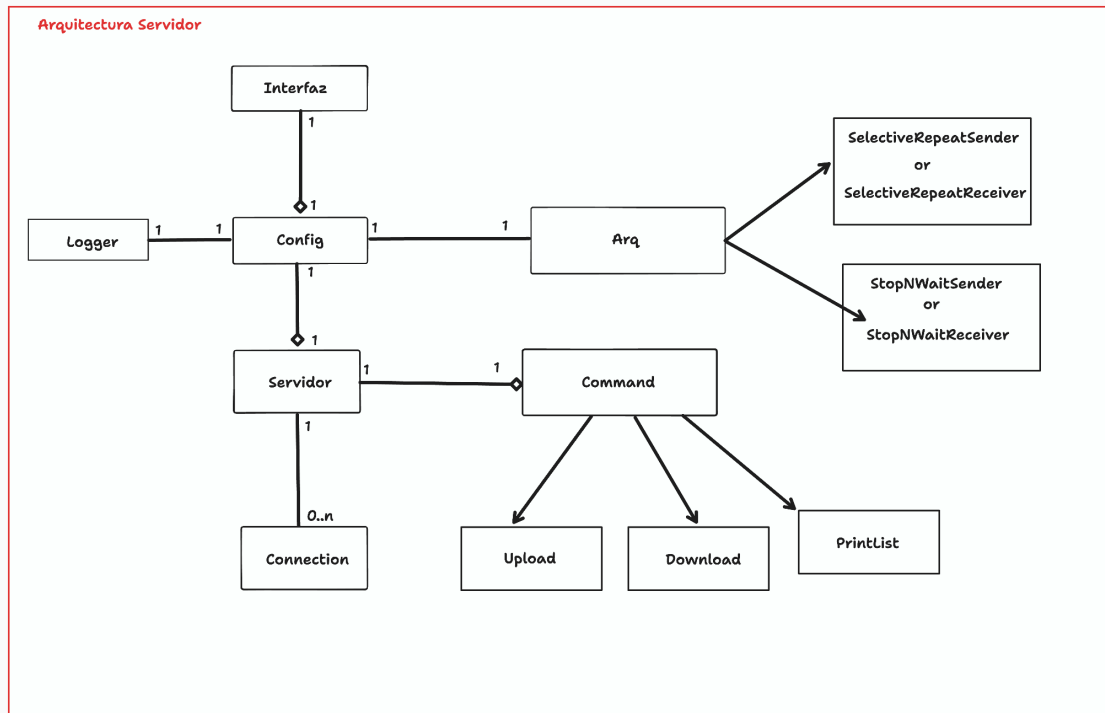 Arquitectura Servidor
Interfaz
1
1
SelectiveRepeatSender
or
SelectiveRepeatReceiver
Logger
1
1
Config
1
1
Arq
1
StopNWaitSender
or
StopNWaitReceiver
1
Servidor
1
1
Command
1
0..n
Connection
Upload
Download
PrintList